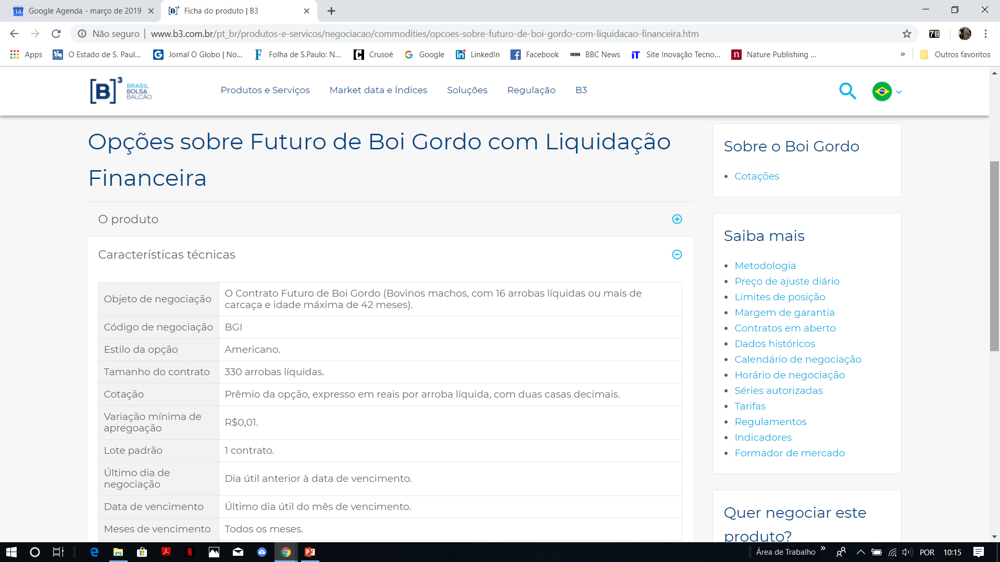 Google Agenda - março de 2019
Ficha do produto | B3
Não seguro
www.b3.com.br/pt_br/produtos-e-servicos/negociacao/commodities/opcoes-sobre-futuro-de-boi-gordo-com-liquidacao-financeira.htm
Apps
O Estado de S. Paul...
Jornal O Globo | No...
Folha de S.Paulo: N...
Crusoé
Google
LinkedIn
Facebook
BBC News
Site Inovação Tecno...
Nature Publishing ...
»
Outros favoritos
[B]³ BRASIL
BOLSA
BALCÃO
Produtos e Serviços
Market data e Índices
Soluções
Regulação
B3
Opções sobre Futuro de Boi Gordo com Liquidação
Financeira
O produto
Características técnicas
Objeto de negociação
O Contrato Futuro de Boi Gordo (Bovinos machos, com 16 arrobas líquidas ou mais de
carcaça e idade máxima de 42 meses).
Código de negociação
BGI
Estilo da opção
Americano.
Tamanho do contrato
330 arrobas líquidas.
Cotação
Prêmio da opção, expresso em reais por arroba líquida, com duas casas decimais.
Variação mínima de
apregoação
R$0,01.
Lote padrão
1 contrato.
Último dia de
negociação
Dia útil anterior à data de vencimento.
Data de vencimento
Último dia útil do mês de vencimento.
Meses de vencimento
Todos os meses.
Sobre o Boi Gordo
Cotações
Saiba mais
Metodologia
Preço de ajuste diário
Limites de posição
Margem de garantia
Contratos em aberto
Dados históricos
Calendário de negociação
Horário de negociação
Séries autorizadas
Tarifas
Regulamentos
Indicadores
Formador de mercado
Quer negociar este
produto?
Área de Trabalho
»
POR
10:15